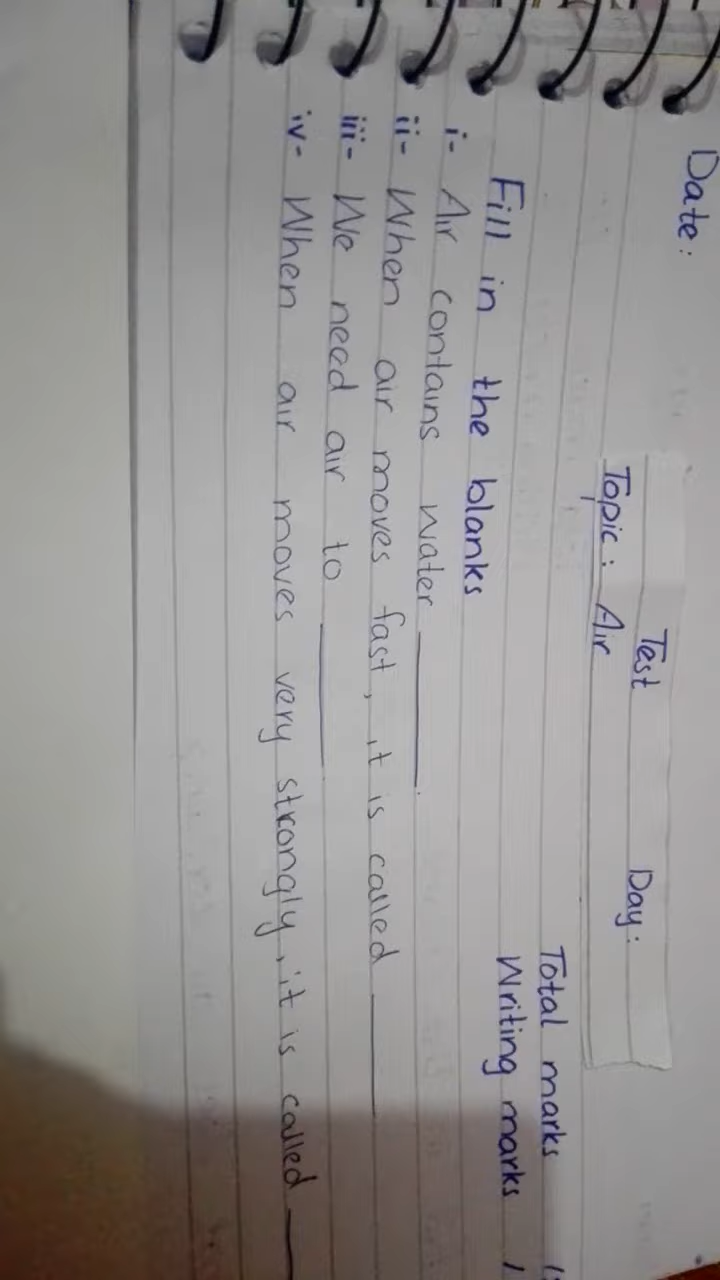 Date: Test Day:
Topic: Air
Total marks
Writing marks
Fill in the blanks
i- Air contains water ______.
ii- When air moves fast, it is called ______
iii- We need air to ______
iv- When air moves very strongly, it is called ______